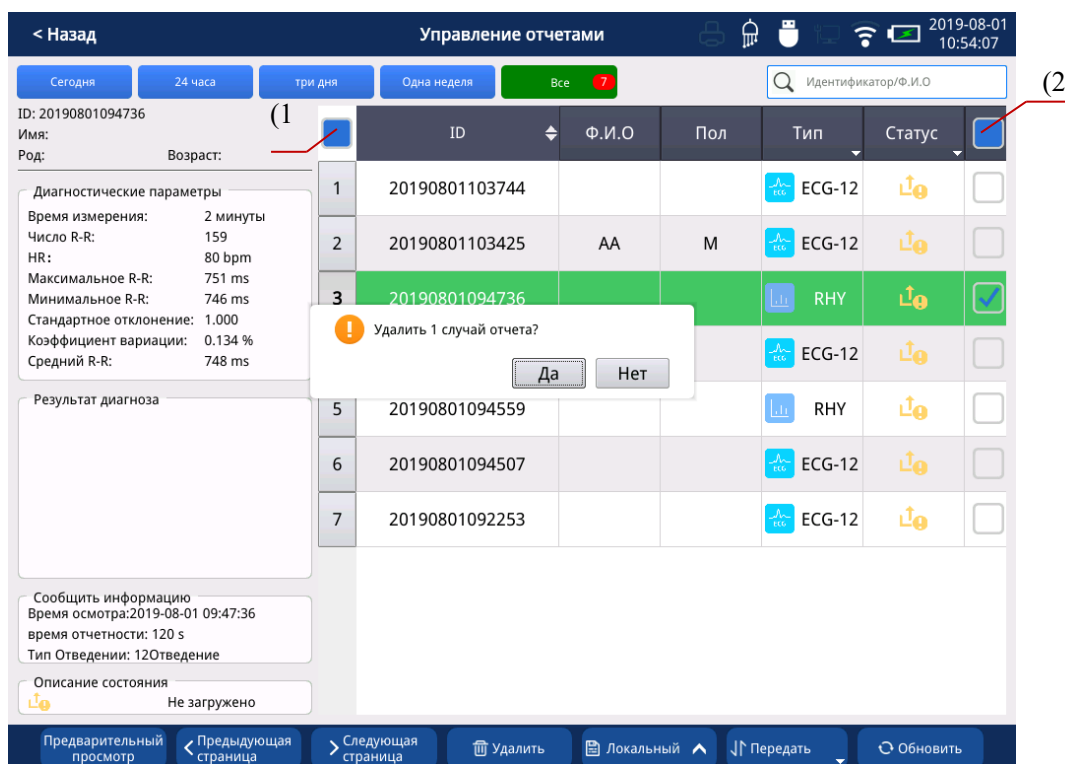 < Назад
Управление отчетами
2019-08-01
10:54:07
Сегодня
24 часа
три дня
Одна неделя
Все 7
Идентификатор/Ф.И.О
(1
(2
ID: 20190801094736
Имя:
Род: Возраст:
Диагностические параметры
Время измерения: 2 минуты
Число R-R: 159
HR: 80 bpm
Максимальное R-R: 751 ms
Минимальное R-R: 746 ms
Стандартное отклонение: 1.000
Коэффициент вариации: 0.134 %
Средний R-R: 748 ms
Результат диагноза
Сообщить информацию
Время осмотра:2019-08-01 09:47:36
время отчетности: 120 s
Тип Отведении: 12Отведение
Описание состояния
Не загружено
ID Ф.И.О Пол Тип Статус
1 20190801103744 ECG ECG-12
2 20190801103425 AA М ECG ECG-12
3 20190801094736 RHY
ECG ECG-12
5 20190801094559 RHY
6 20190801094507 ECG ECG-12
7 20190801092253 ECG ECG-12
Удалить 1 случай отчета?
Да
Нет
Предварительный
просмотр
Предыдующая
страница
Следующая
страница
Удалить
Локальный
Передать
Обновить